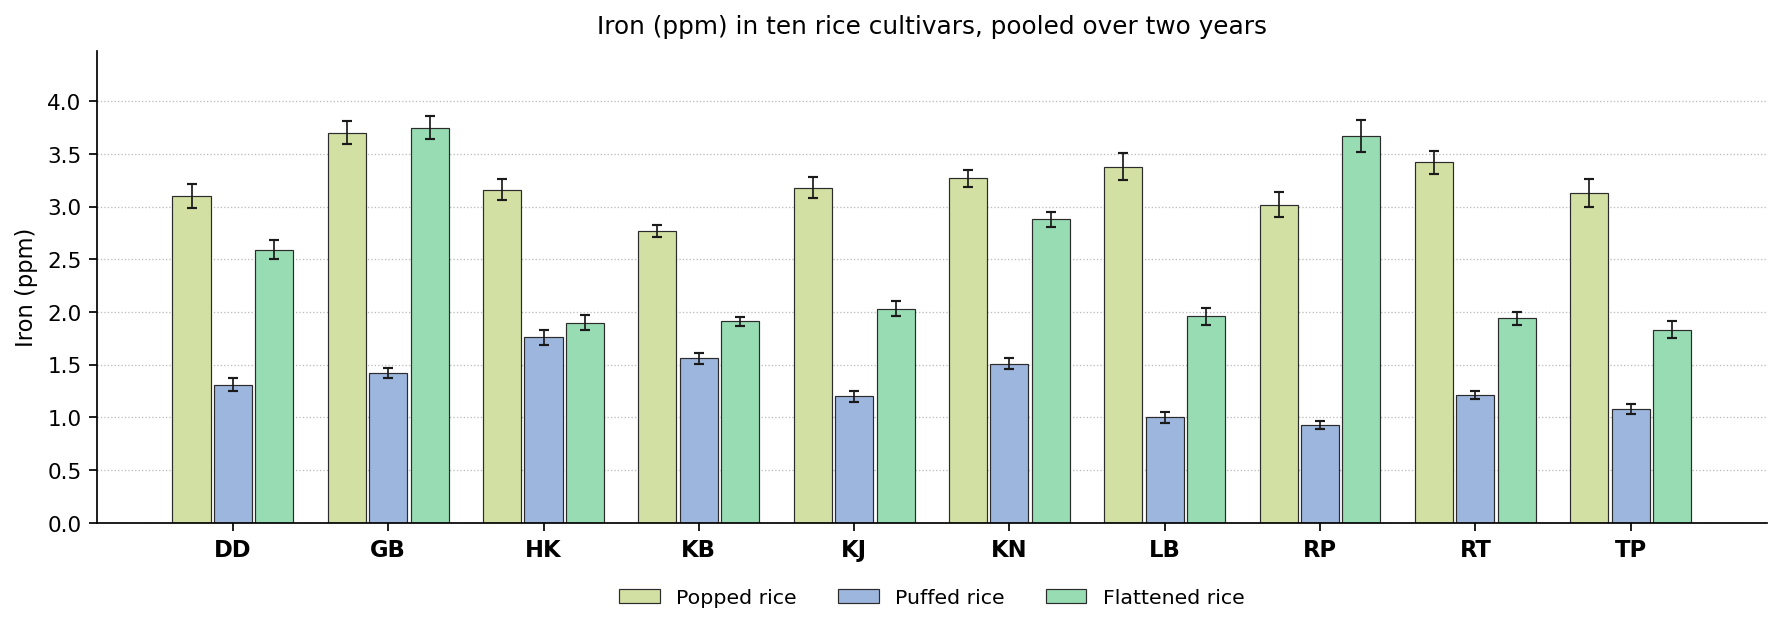 Iron (ppm) in ten rice cultivars, pooled over two years
Iron (ppm)
4.0
3.5
3.0
2.5
2.0
1.5
1.0
0.5
0.0
DD GB HK KB KJ KN LB RP RT TP
Popped rice Puffed rice Flattened rice